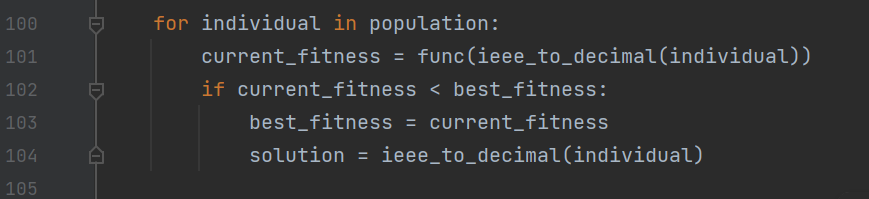 100 for individual in population:
101 current_fitness = func(ieee_to_decimal(individual))
102 if current_fitness < best_fitness:
103 best_fitness = current_fitness
104 solution = ieee_to_decimal(individual)
105